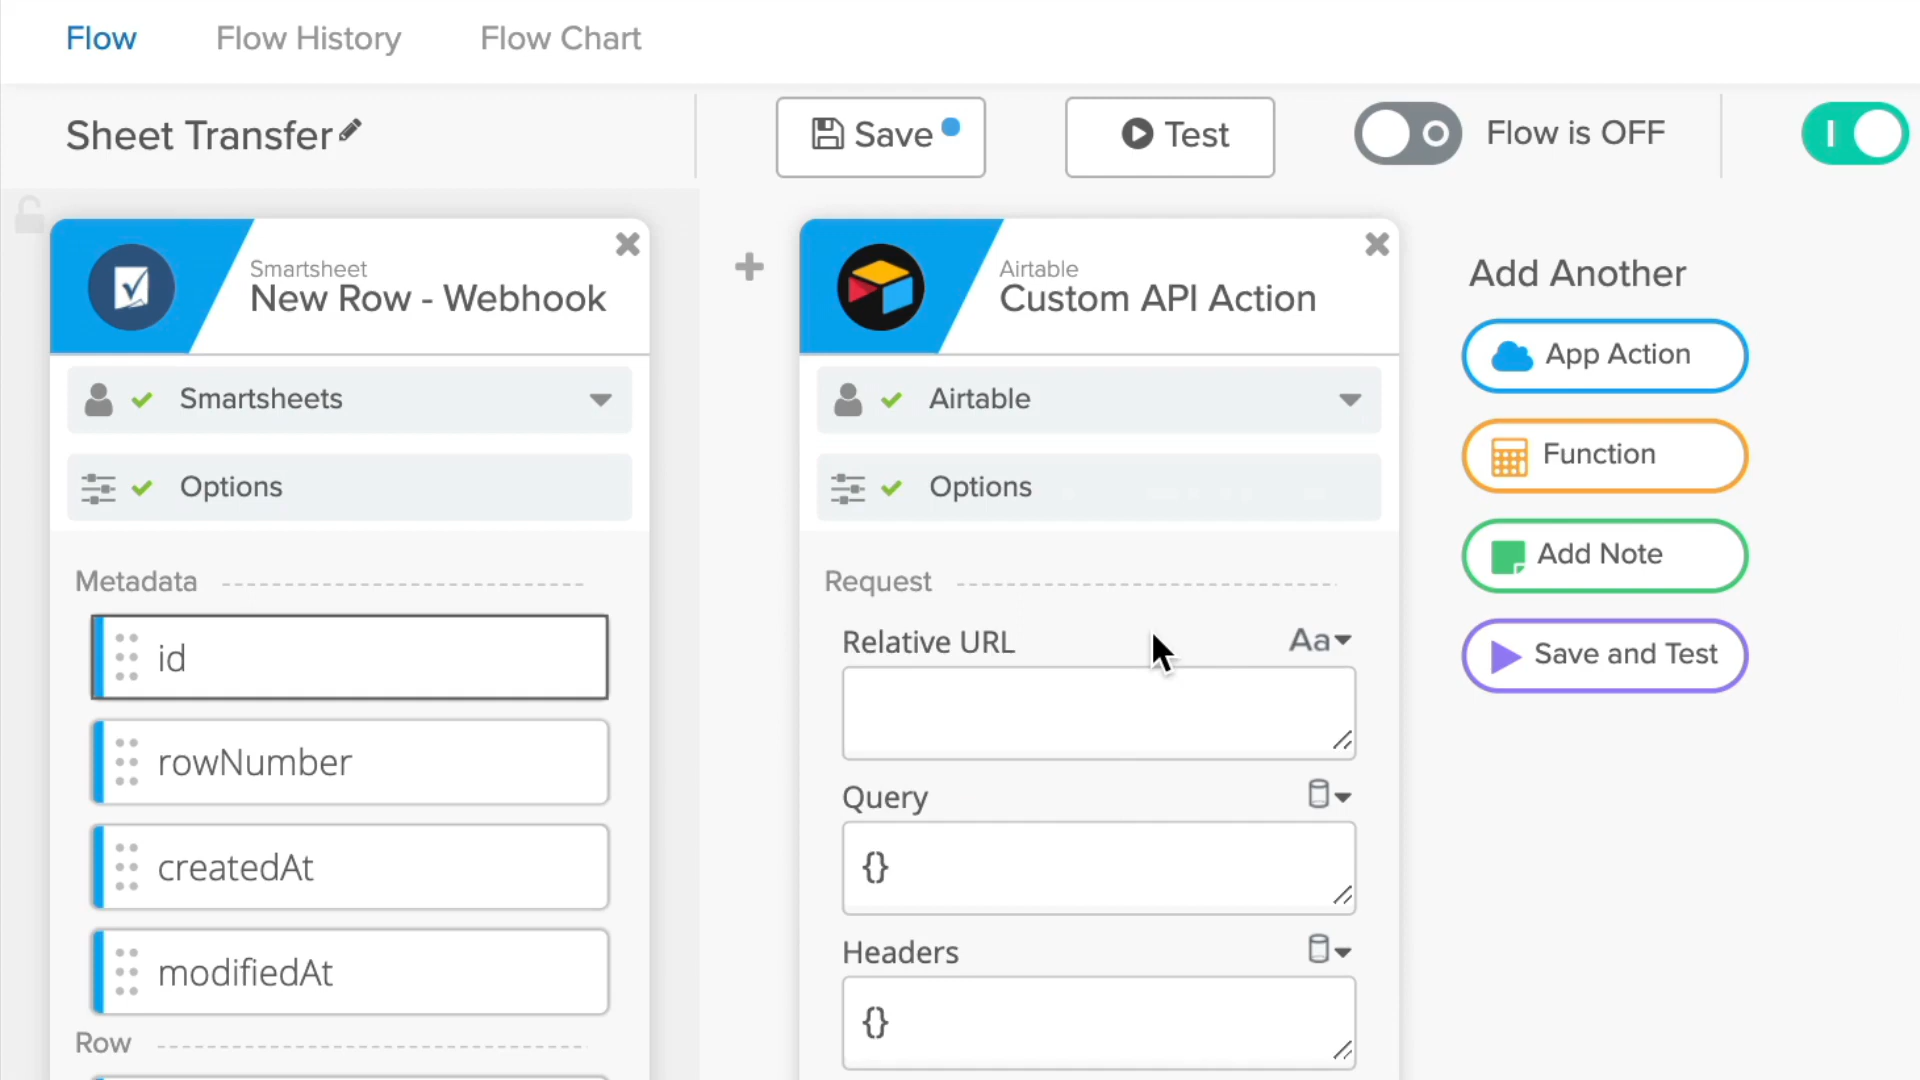 Flow Flow History Flow Chart
Sheet Transfer Save Test Flow is OFF
Smartsheet
New Row - Webhook
Smartsheets
Options
Metadata
id
rowNumber
createdAt
modifiedAt
Row
Airtable
Custom API Action
Airtable
Options
Request
Relative URL Aa
Query
{}
Headers
{}
Add Another
App Action
Function
Add Note
Save and Test